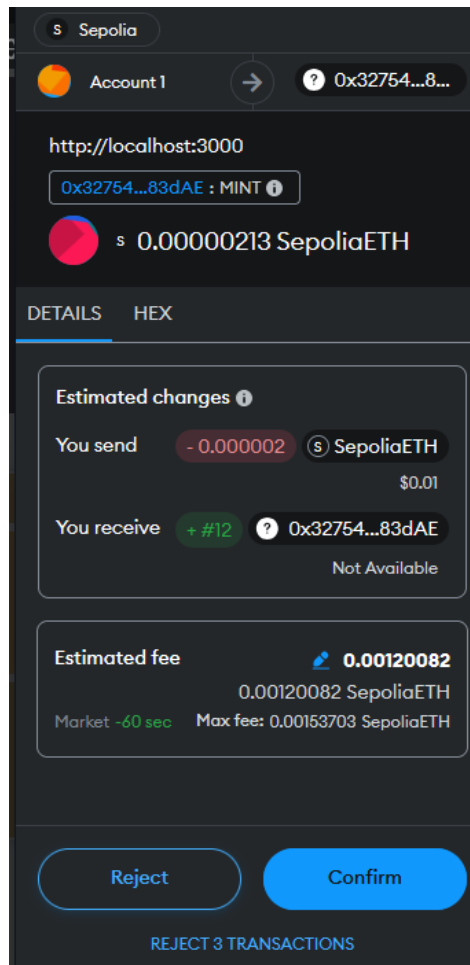 S Sepolia
Account 1 → ? 0x32754...8...
http://localhost:3000
0x32754...83dAE : MINT
S 0.00000213 SepoliaETH
DETAILS HEX
Estimated changes
You send - 0.000002 S SepoliaETH
$0.01
You receive + #12 ? 0x32754...83dAE
Not Available
Estimated fee 0.00120082
0.00120082 SepoliaETH
Market ~60 sec Max fee: 0.00153703 SepoliaETH
Reject Confirm
REJECT 3 TRANSACTIONS